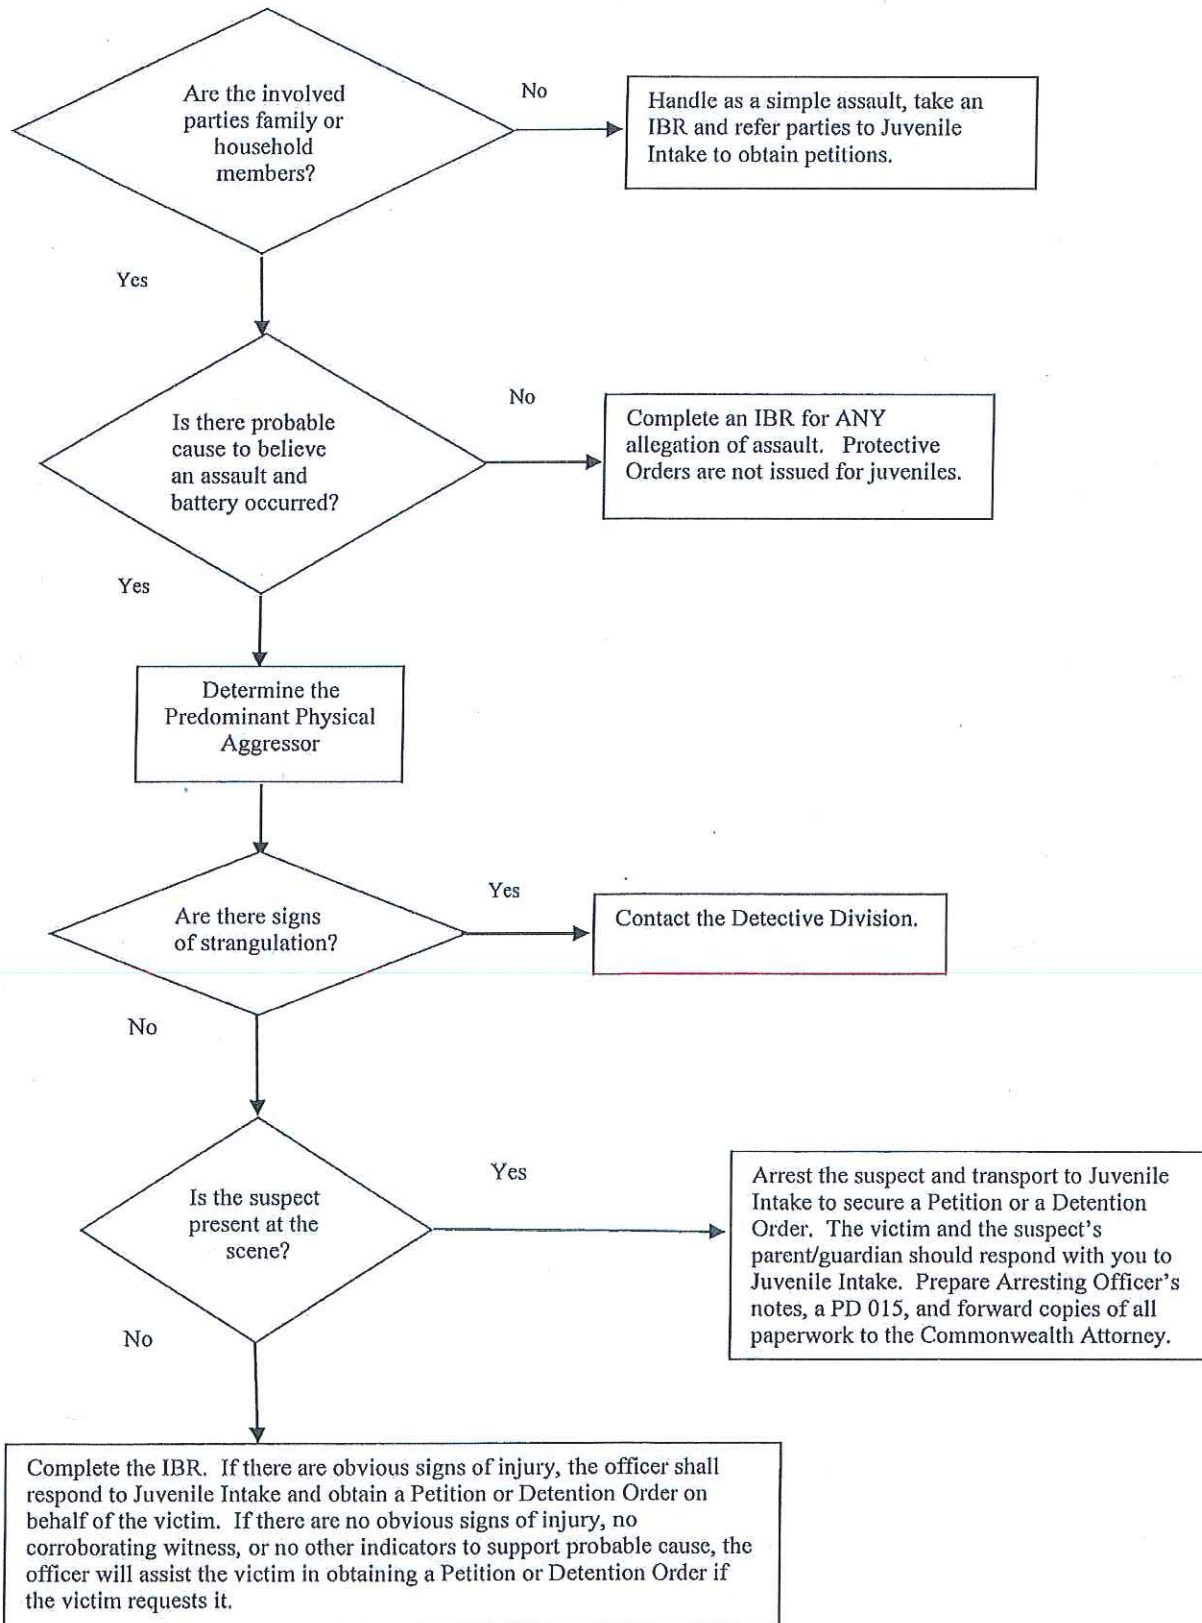 Are the involved
parties family or
household
members?
No
Handle as a simple assault, take an
IBR and refer parties to Juvenile
Intake to obtain petitions.
Yes
Is there probable
cause to believe
an assault and
battery occurred?
No
Complete an IBR for ANY
allegation of assault. Protective
Orders are not issued for juveniles.
Yes
Determine the
Predominant Physical
Aggressor
Are there signs
of strangulation?
Yes
Contact the Detective Division.
No
Is the suspect
present at the
scene?
Yes
Arrest the suspect and transport to Juvenile
Intake to secure a Petition or a Detention
Order. The victim and the suspect's
parent/guardian should respond with you to
Juvenile Intake. Prepare Arresting Officer's
notes, a PD 015, and forward copies of all
paperwork to the Commonwealth Attorney.
No
Complete the IBR. If there are obvious signs of injury, the officer shall
respond to Juvenile Intake and obtain a Petition or Detention Order on
behalf of the victim. If there are no obvious signs of injury, no
corroborating witness, or no other indicators to support probable cause, the
officer will assist the victim in obtaining a Petition or Detention Order if
the victim requests it.